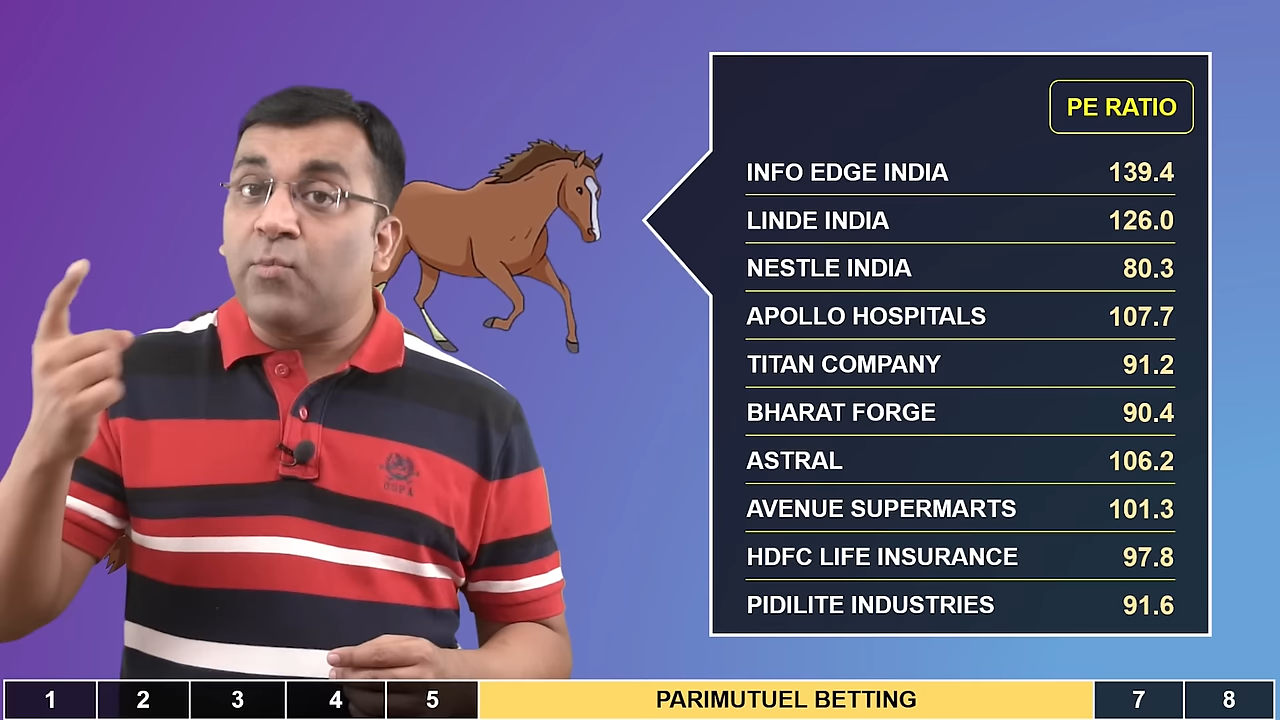 PE RATIO
INFO EDGE INDIA 139.4
LINDE INDIA 126.0
NESTLE INDIA 80.3
APOLLO HOSPITALS 107.7
TITAN COMPANY 91.2
BHARAT FORGE 90.4
ASTRAL 106.2
AVENUE SUPERMARTS 101.3
HDFC LIFE INSURANCE 97.8
PIDILITE INDUSTRIES 91.6
1 2 3 4 5 PARIMUTUEL BETTING 7 8